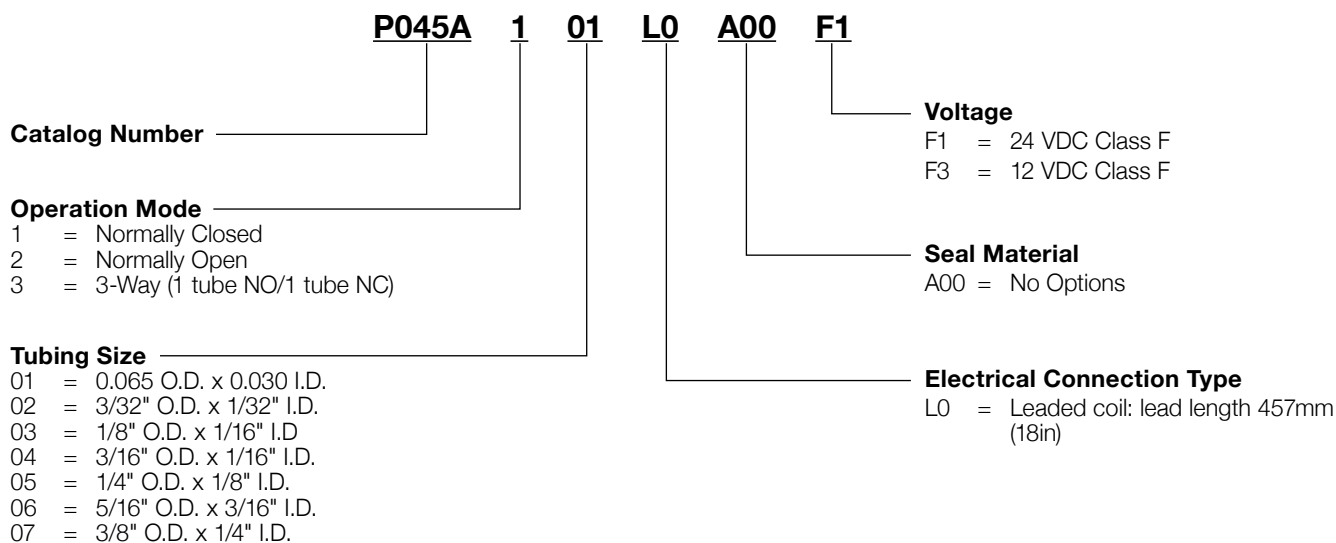 P045A 1 01 L0 A00 F1
Catalog Number
Operation Mode
1 = Normally Closed
2 = Normally Open
3 = 3-Way (1 tube NO/1 tube NC)
Tubing Size
01 = 0.065 O.D. x 0.030 I.D.
02 = 3/32" O.D. x 1/32" I.D.
03 = 1/8" O.D. x 1/16" I.D
04 = 3/16" O.D. x 1/16" I.D.
05 = 1/4" O.D. x 1/8" I.D.
06 = 5/16" O.D. x 3/16" I.D.
07 = 3/8" O.D. x 1/4" I.D.
Voltage
F1 = 24 VDC Class F
F3 = 12 VDC Class F
Seal Material
A00 = No Options
Electrical Connection Type
L0 = Leaded coil: lead length 457mm
(18in)